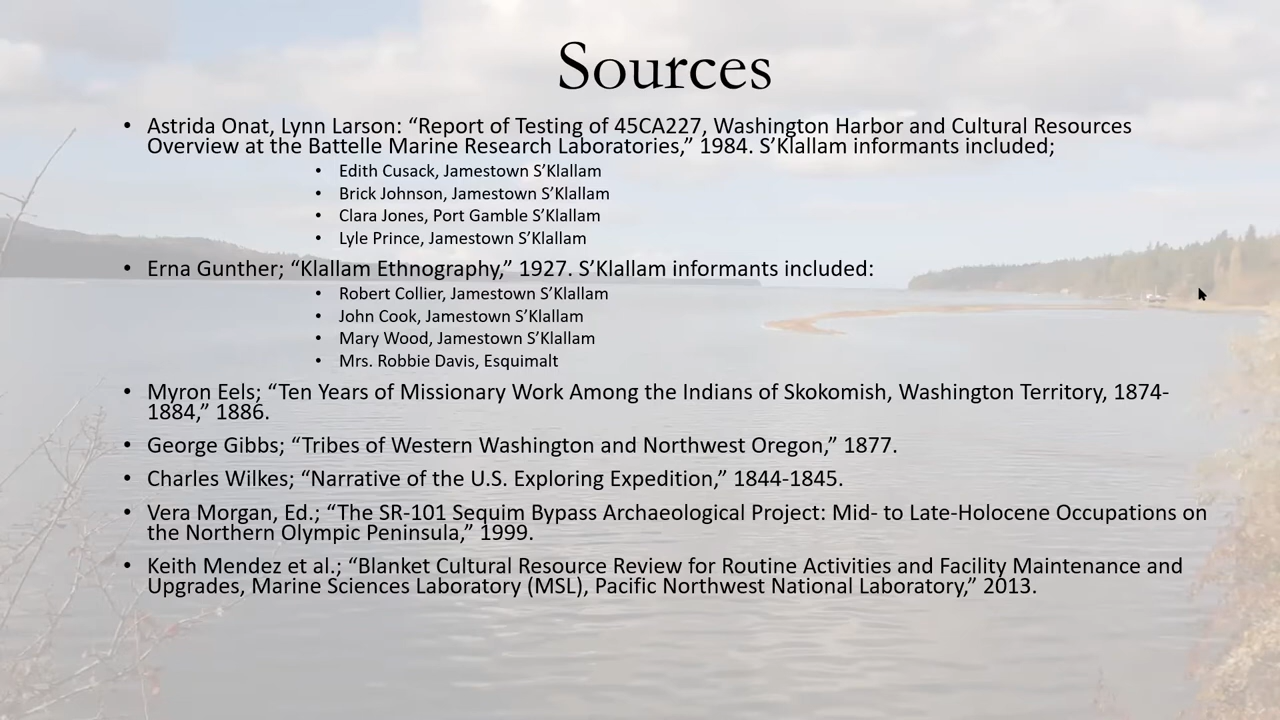 Sources
• Astrida Onat, Lynn Larson: “Report of Testing of 45CA227, Washington Harbor and Cultural Resources
Overview at the Battelle Marine Research Laboratories,” 1984. S’Klallam informants included;
• Edith Cusack, Jamestown S’Klallam
• Brick Johnson, Jamestown S’Klallam
• Clara Jones, Port Gamble S’Klallam
• Lyle Prince, Jamestown S’Klallam
• Erna Gunther; “Klallam Ethnography,” 1927. S’Klallam informants included:
• Robert Collier, Jamestown S’Klallam
• John Cook, Jamestown S’Klallam
• Mary Wood, Jamestown S’Klallam
• Mrs. Robbie Davis, Esquimalt
• Myron Eels; “Ten Years of Missionary Work Among the Indians of Skokomish, Washington Territory, 1874-
1884,” 1886.
• George Gibbs; “Tribes of Western Washington and Northwest Oregon,” 1877.
• Charles Wilkes; “Narrative of the U.S. Exploring Expedition,” 1844-1845.
• Vera Morgan, Ed.; “The SR-101 Sequim Bypass Archaeological Project: Mid- to Late-Holocene Occupations on
the Northern Olympic Peninsula,” 1999.
• Keith Mendez et al.; “Blanket Cultural Resource Review for Routine Activities and Facility Maintenance and
Upgrades, Marine Sciences Laboratory (MSL), Pacific Northwest National Laboratory,” 2013.